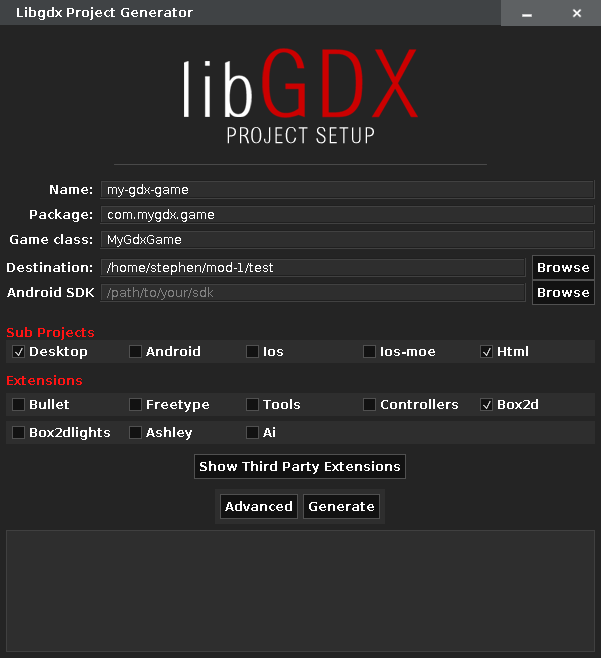 Libgdx Project Generator
libGDX
PROJECT SETUP
Name: my-gdx-game
Package: com.mygdx.game
Game class: MyGdxGame
Destination: /home/stephen/mod-1/test Browse
Android SDK /path/to/your/sdk Browse
Sub Projects
Desktop Android Ios Ios-moe Html
Extensions
Bullet Freetype Tools Controllers Box2d
Box2dlights Ashley Ai
Show Third Party Extensions
Advanced Generate